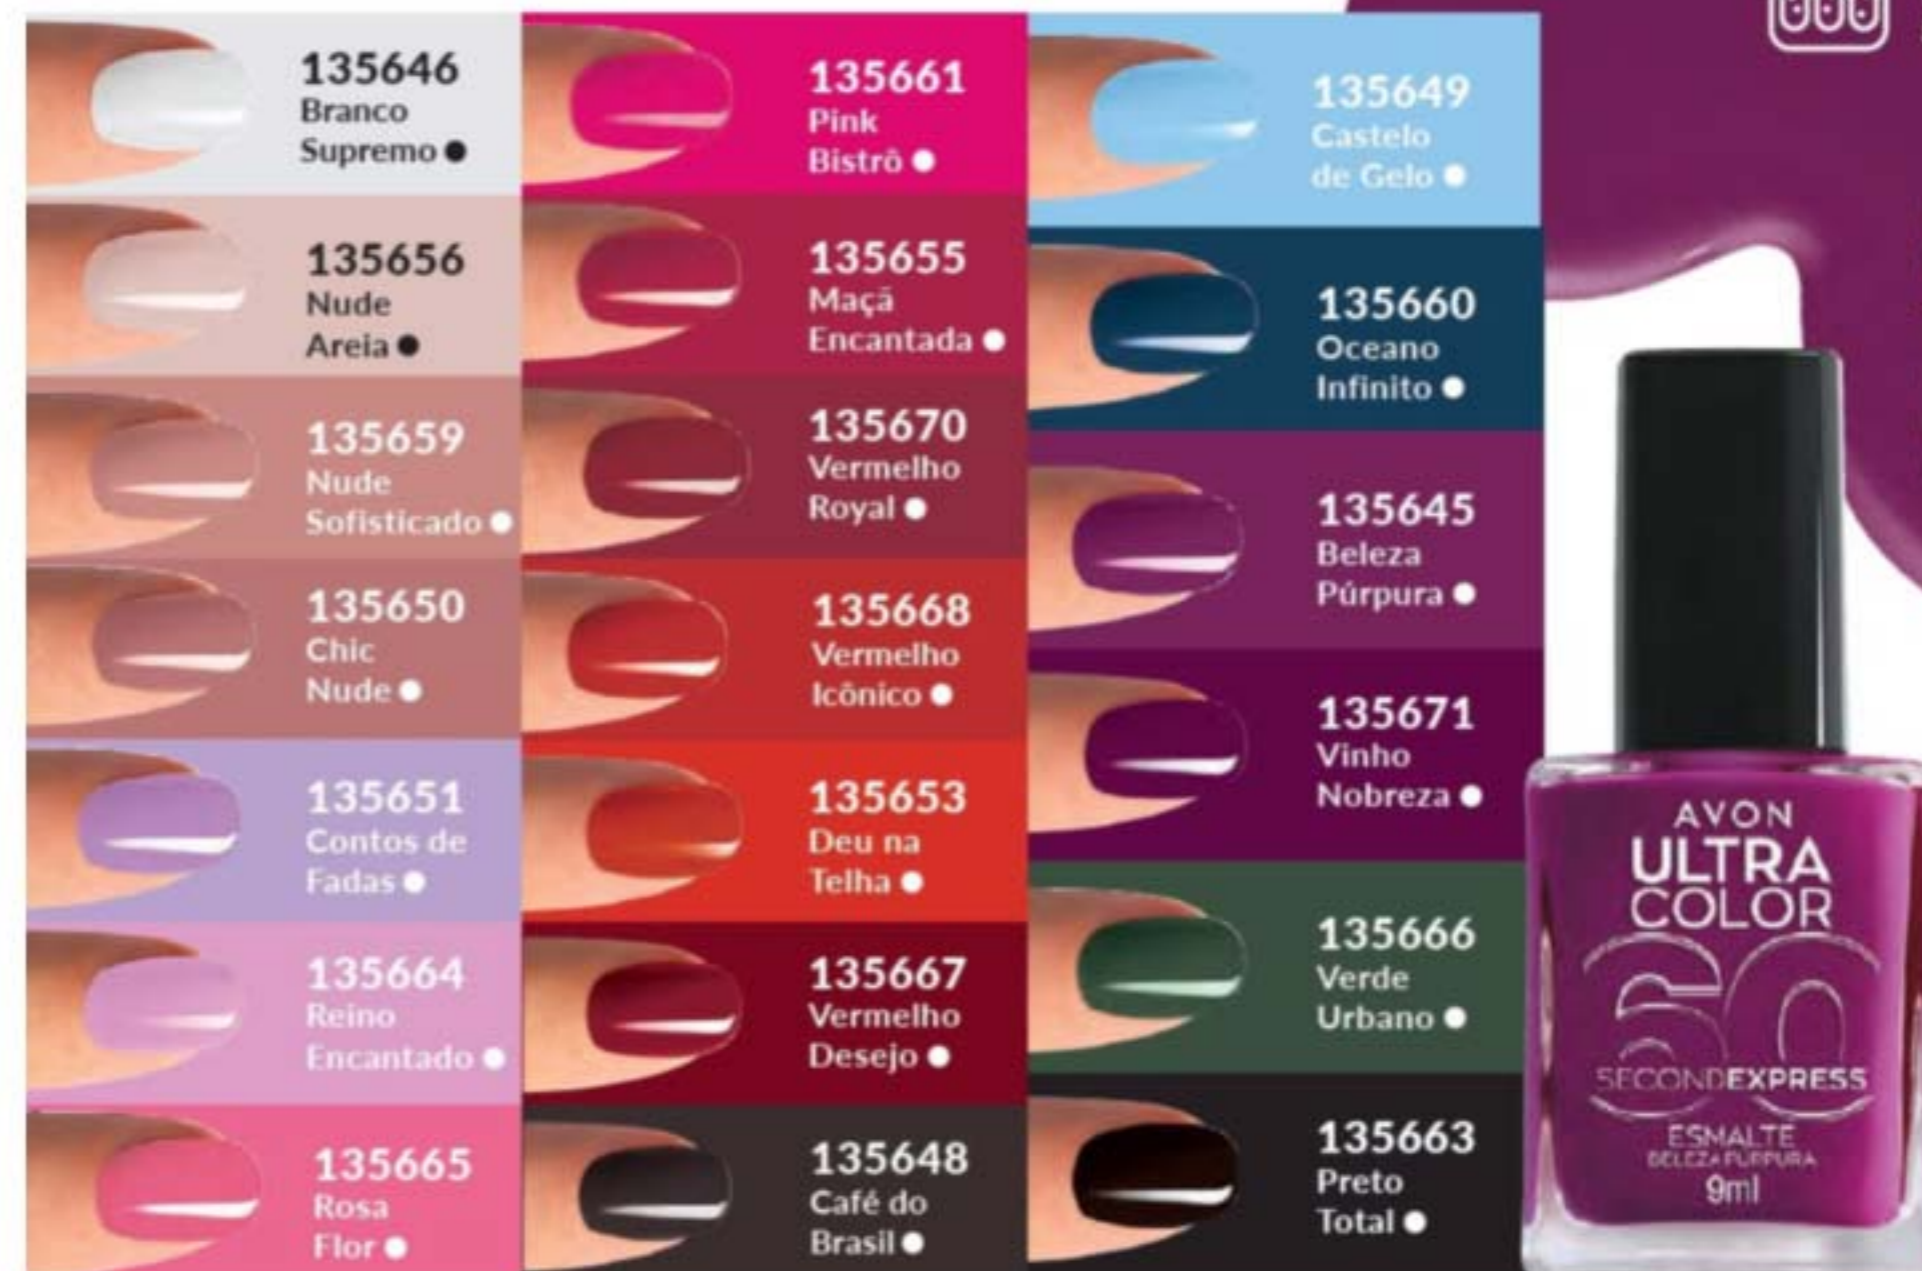 135646
Branco
Supremo
135656
Nude
Areia
135659
Nude
Sofisticado
135650
Chic
Nude
135651
Contos de
Fadas
135664
Reino
Encantado
135665
Rosa
Flor
135661
Pink
Bistrô
135655
Maçã
Encantada
135670
Vermelho
Royal
135668
Vermelho
Icônico
135653
Deu na
Telha
135667
Vermelho
Desejo
135648
Café do
Brasil
135649
Castelo
de Gelo
135660
Oceano
Infinito
135645
Beleza
Púrpura
135671
Vinho
Nobreza
135666
Verde
Urbano
135663
Preto
Total
AVON
ULTRA
COLOR
60
SECONDEXPRESS
ESMALTE
BELEZA PÚRPURA
9ml